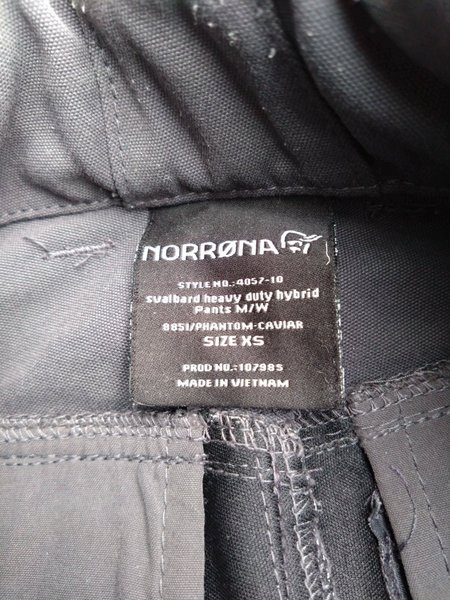 NORRØNA
STYLE NO.:4057-10
svalbard heavy duty hybrid
Pants M/W
8851/PHANTOM-CAVIAR
SIZE XS
PROD NO.:107985
MADE IN VIETNAM